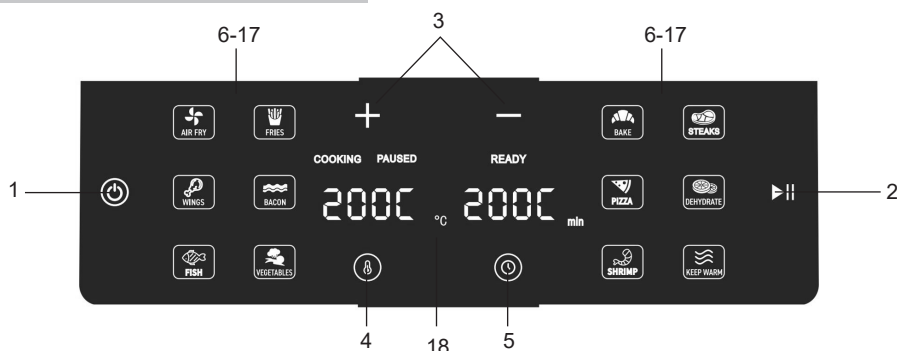 3
6-17
6-17
+ −
AIR FRY FRIES
BAKE STEAKS
COOKING PAUSED READY
1
2
WINGS BACON
200C °C 200C min
PIZZA DEHYDRATE
FISH VEGETABLES
SHRIMP KEEP WARM
4
18
5